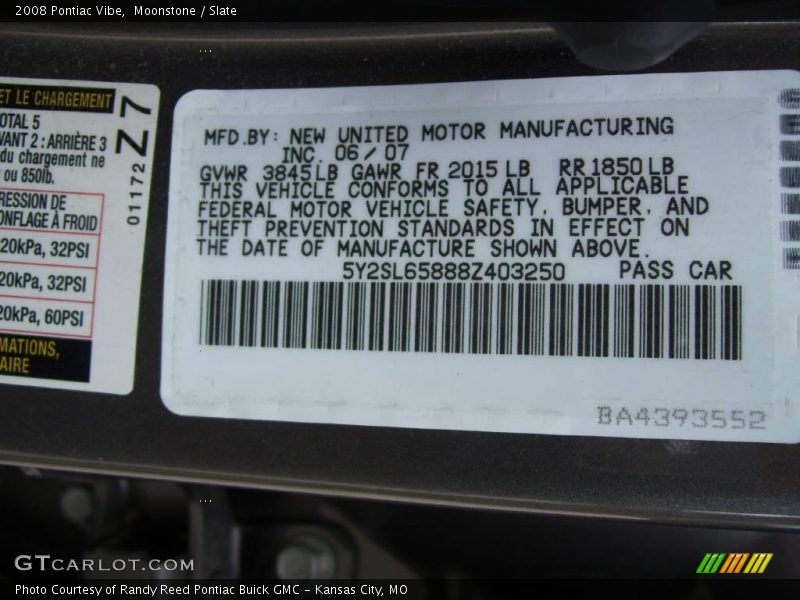 2008 Pontiac Vibe, Moonstone / Slate
ET LE CHARGEMENT
OTAL 5
VANT 2 : ARRIÈRE 3
du chargement ne
ou 850lb.
RESSION DE
ONFLAGE À FROID
20kPa, 32PSI
20kPa, 32PSI
20kPa, 60PSI
MATIONS,
AIRE
01172 Z7
MFD.BY: NEW UNITED MOTOR MANUFACTURING
INC. 06/07
GVWR 3845LB GAWR FR 2015LB RR 1850LB
THIS VEHICLE CONFORMS TO ALL APPLICABLE
FEDERAL MOTOR VEHICLE SAFETY, BUMPER, AND
THEFT PREVENTION STANDARDS IN EFFECT ON
THE DATE OF MANUFACTURE SHOWN ABOVE.
5Y2SL65888Z403250 PASS CAR
BA4393552
GTCARLOT.COM
Photo Courtesy of Randy Reed Pontiac Buick GMC - Kansas City, MO